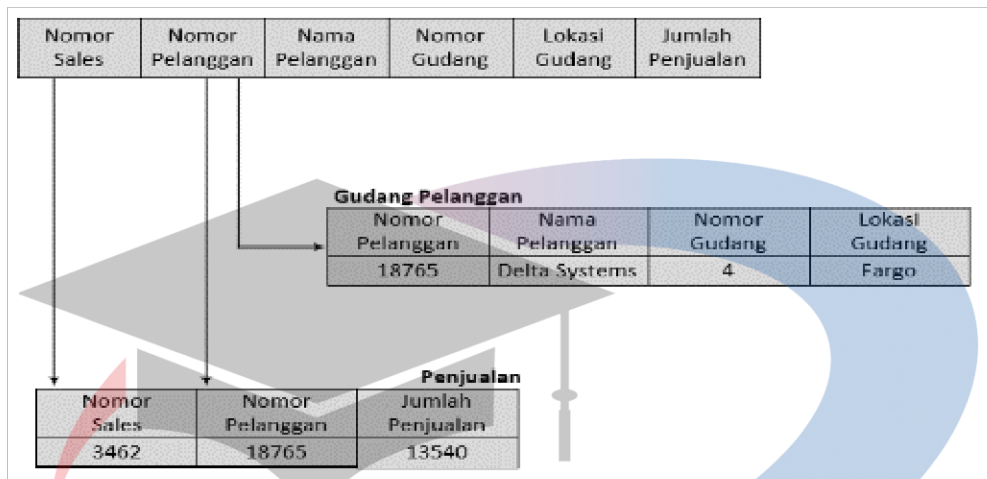 Nomor Nomor Nama Nomor Lokasi Jumlah
Sales Pelanggan Pelanggan Gudang Gudang Penjualan
Gudang Pelanggan
Nomor Nama Nomor Lokasi
Pelanggan Pelanggan Gudang Gudang
18765 Delta Systems 4 Fargo
Penjualan
Nomor Nomor Jumlah
Sales Pelanggan Penjualan
3462 18765 13540